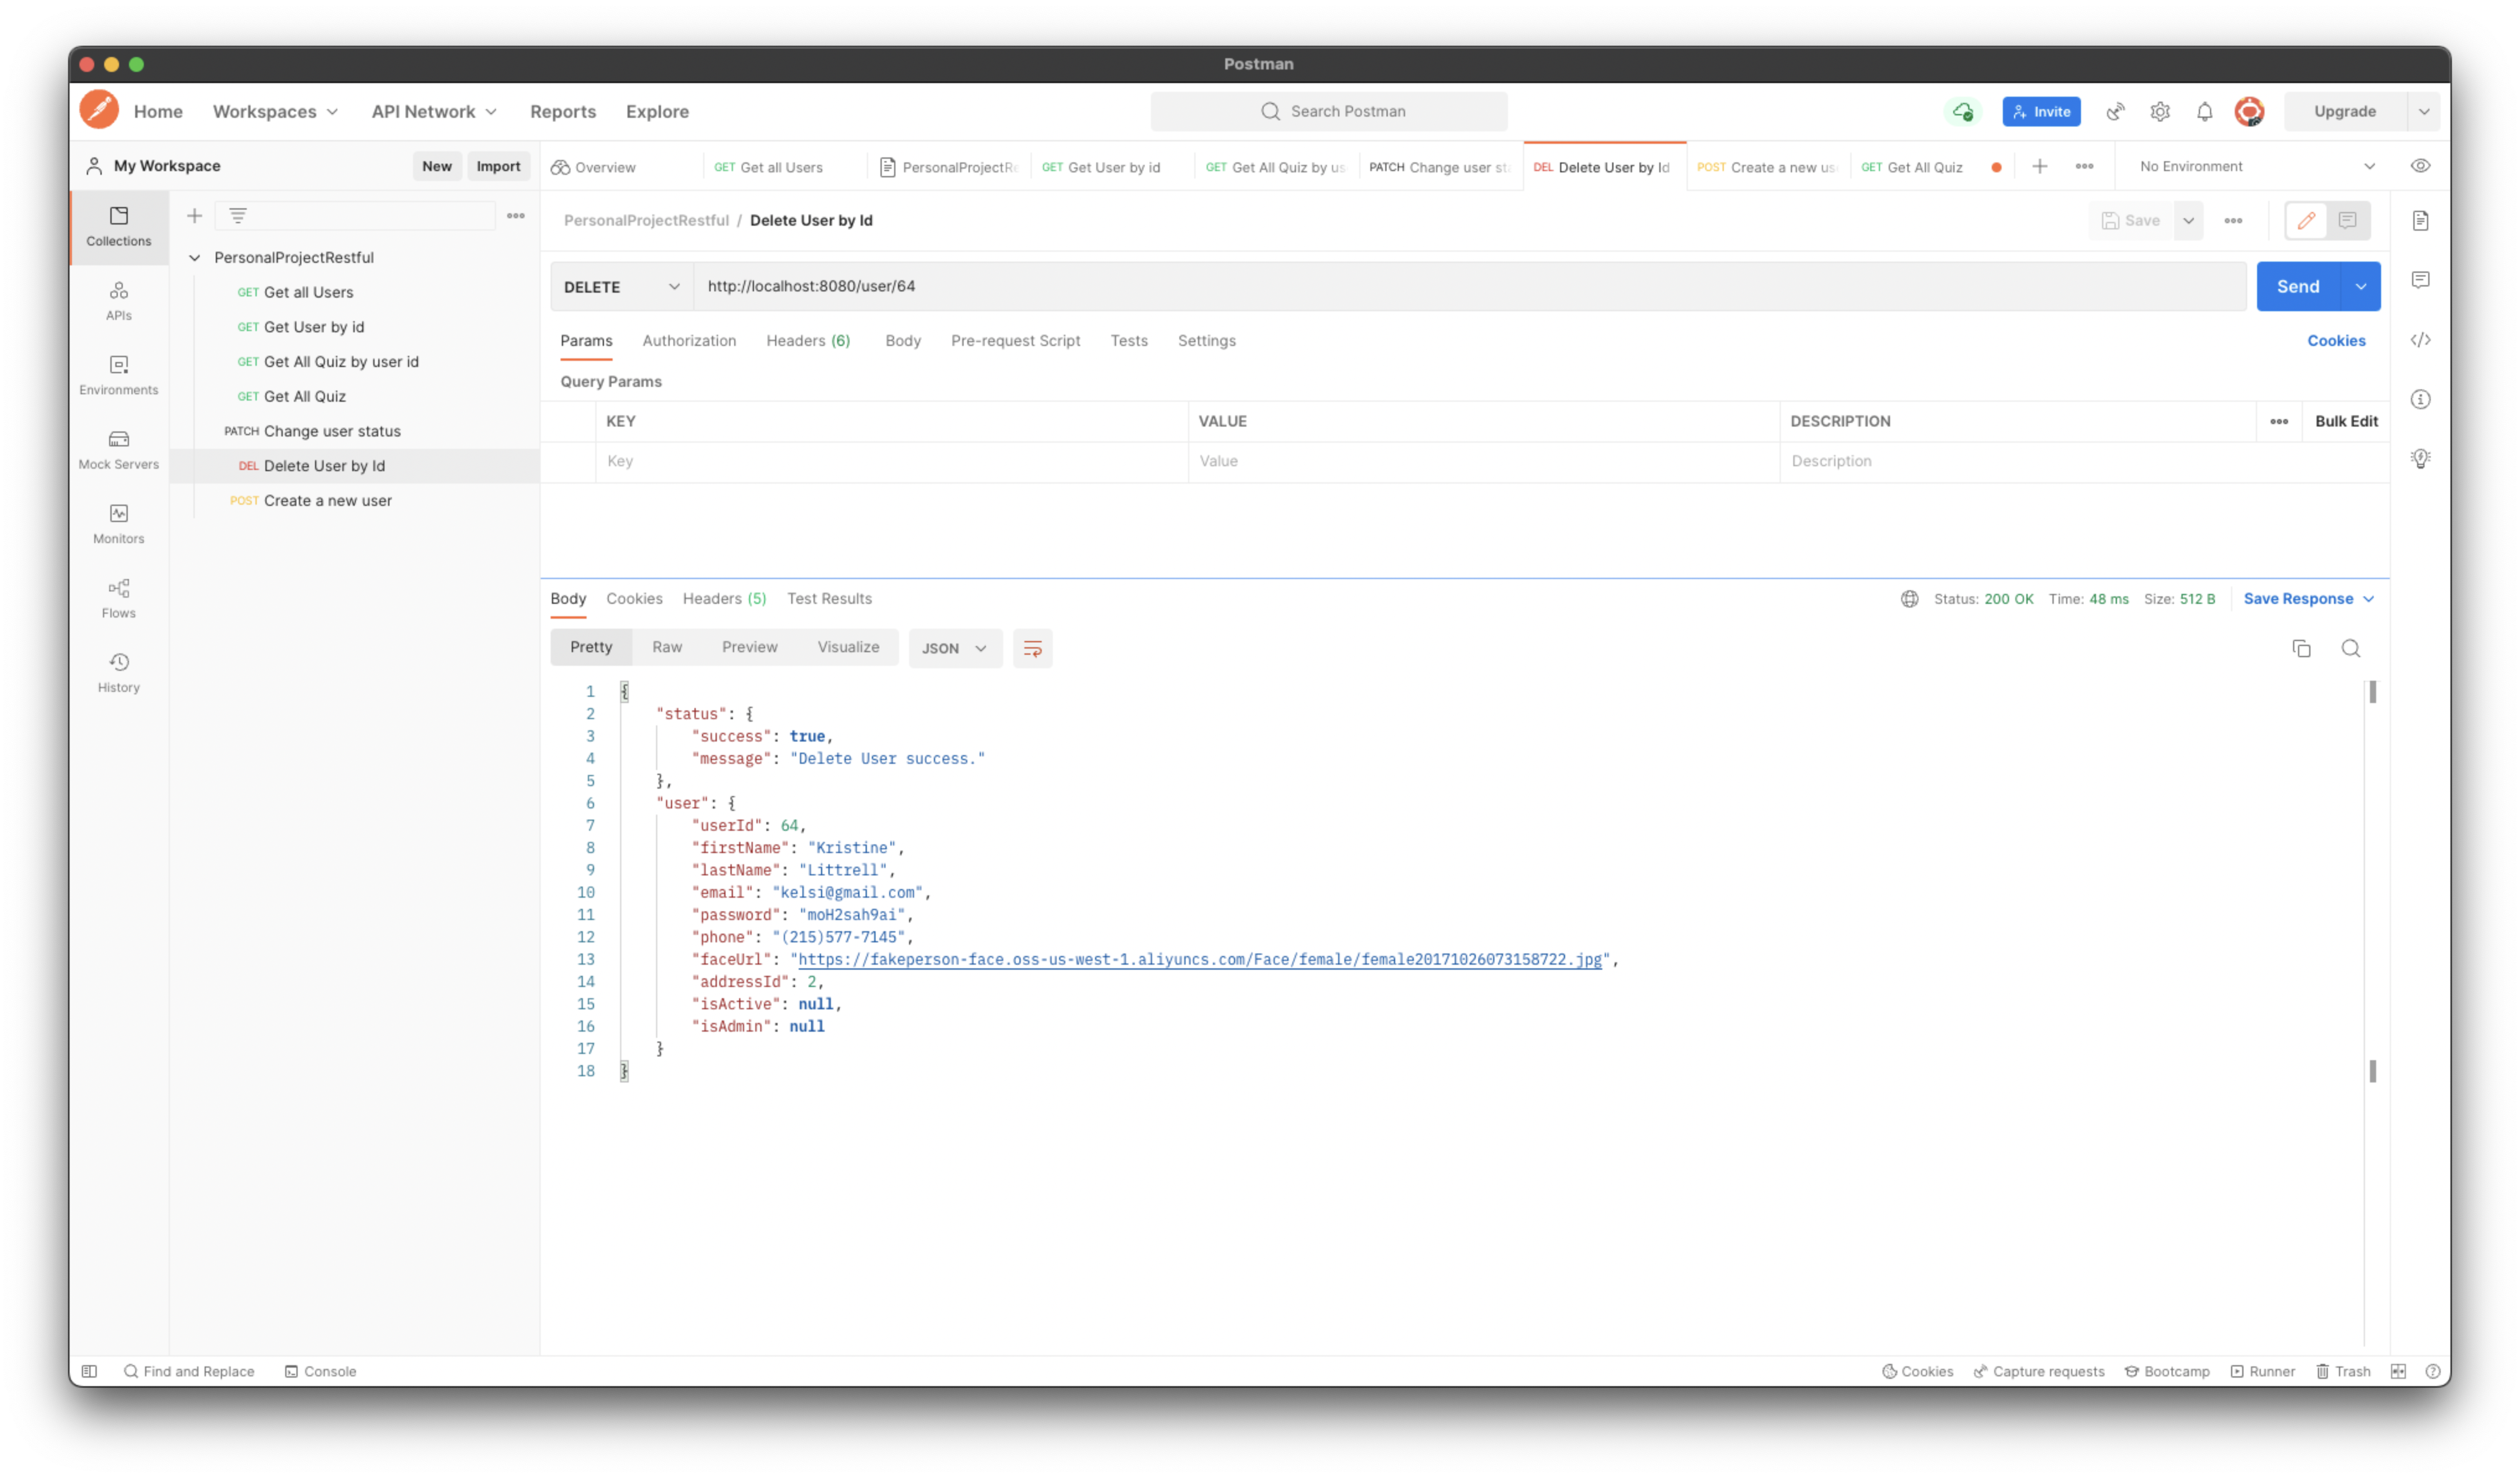 Postman
Home Workspaces API Network Reports Explore Search Postman Invite Upgrade
My Workspace New Import Overview GET Get all Users PersonalProjectRe GET Get User by id GET Get All Quiz by us PATCH Change user sta DEL Delete User by Id POST Create a new us GET Get All Quiz No Environment
PersonalProjectRestful / Delete User by Id Save
Collections
APIs
Environments
Mock Servers
Monitors
Flows
History
PersonalProjectRestful
GET Get all Users
GET Get User by id
GET Get All Quiz by user id
GET Get All Quiz
PATCH Change user status
DEL Delete User by Id
POST Create a new user
DELETE http://localhost:8080/user/64 Send
Params Authorization Headers (6) Body Pre-request Script Tests Settings Cookies
Query Params
KEY VALUE DESCRIPTION Bulk Edit
Key Value Description
Body Cookies Headers (5) Test Results Status: 200 OK Time: 48 ms Size: 512 B Save Response
Pretty Raw Preview Visualize JSON
1 {
2 "status": {
3 "success": true,
4 "message": "Delete User success."
5 },
6 "user": {
7 "userId": 64,
8 "firstName": "Kristine",
9 "lastName": "Littrell",
10 "email": "kelsi@gmail.com",
11 "password": "moH2sah9ai",
12 "phone": "(215)577-7145",
13 "faceUrl": "https://fakeperson-face.oss-us-west-1.aliyuncs.com/Face/female/female20171026073158722.jpg",
14 "addressId": 2,
15 "isActive": null,
16 "isAdmin": null
17 }
18 }
Find and Replace Console Cookies Capture requests Bootcamp Runner Trash